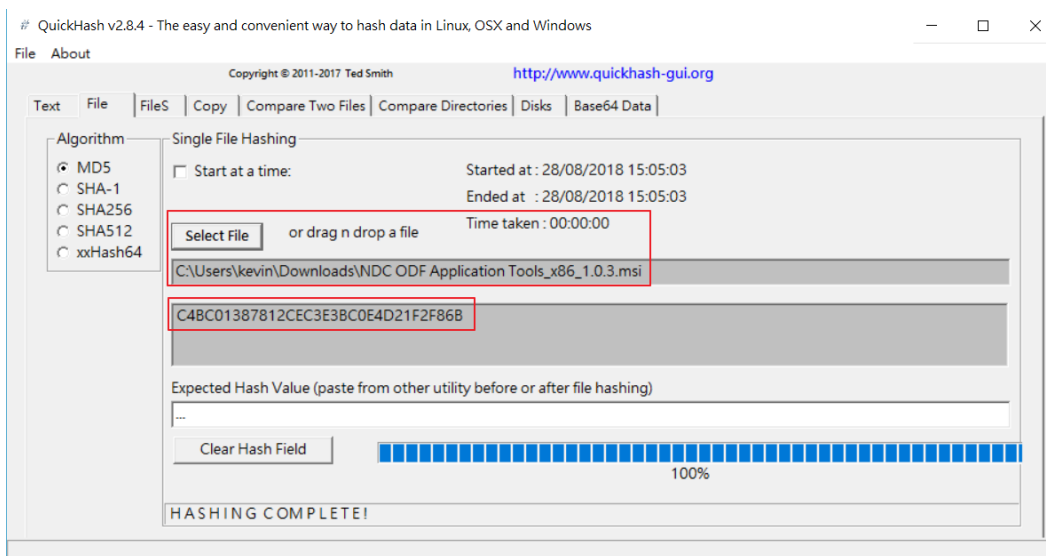 # QuickHash v2.8.4 - The easy and convenient way to hash data in Linux, OSX and Windows
File About
Copyright © 2011-2017 Ted Smith http://www.quickhash-gui.org
Text File FileS Copy Compare Two Files Compare Directories Disks Base64 Data
Algorithm
MD5
SHA-1
SHA256
SHA512
xxHash64
Single File Hashing
Start at a time:
Started at : 28/08/2018 15:05:03
Ended at : 28/08/2018 15:05:03
Time taken : 00:00:00
Select File or drag n drop a file
C:\Users\kevin\Downloads\NDC ODF Application Tools_x86_1.0.3.msi
C4BC01387812CEC3E3BC0E4D21F2F86B
Expected Hash Value (paste from other utility before or after file hashing)
...
Clear Hash Field
100%
HASHING COMPLETE!